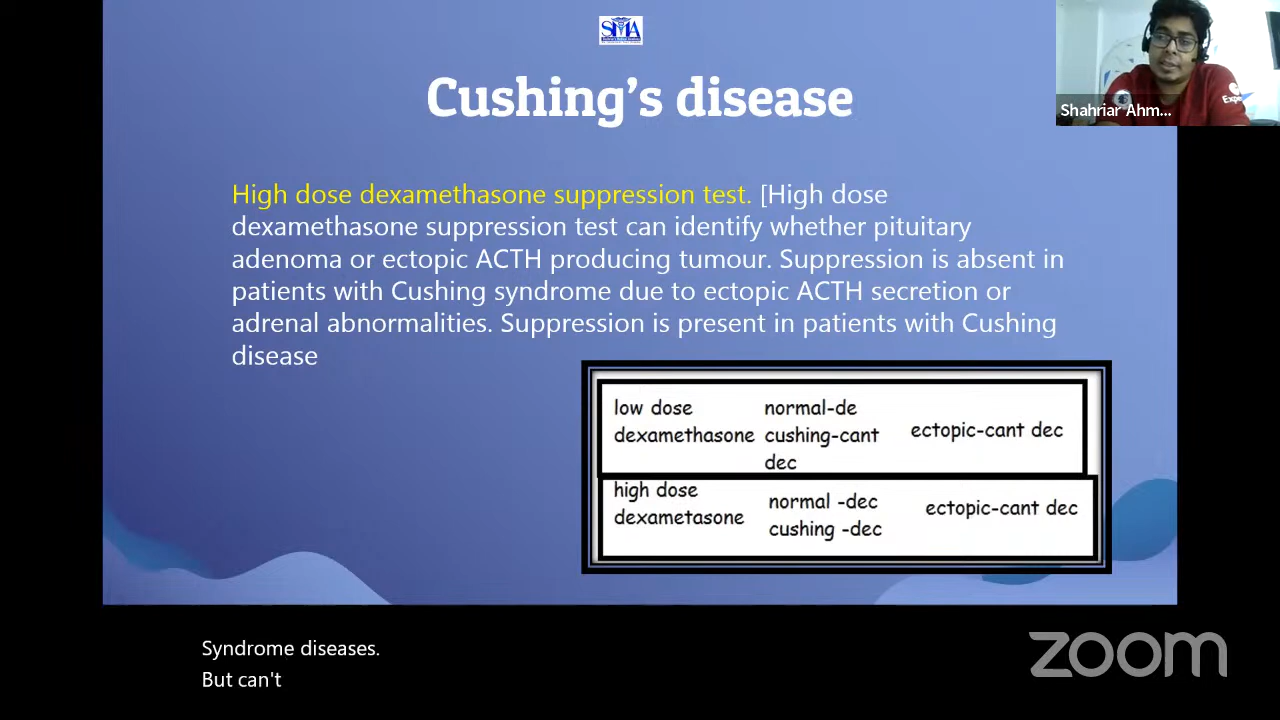 SMA
Cushing's disease
Shahriar Ahm...
High dose dexamethasone suppression test. [High dose
dexamethasone suppression test can identify whether pituitary
adenoma or ectopic ACTH producing tumour. Suppression is absent in
patients with Cushing syndrome due to ectopic ACTH secretion or
adrenal abnormalities. Suppression is present in patients with Cushing
disease
low dose
dexamethasone
normal-de
cushing-cant
dec
ectopic-cant dec
high dose
dexametasone
normal -dec
cushing -dec
ectopic-cant dec
Syndrome diseases.
But can't
zoom